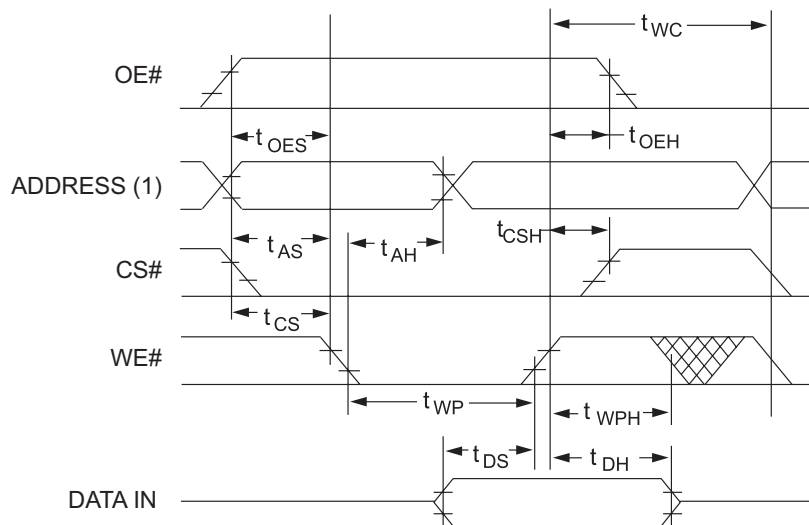 t WC
OE#
t OES
t OEH
ADDRESS (1)
t AS
t AH
t CSH
CS#
t CS
WE#
t WP
t WPH
t DS
t DH
DATA IN